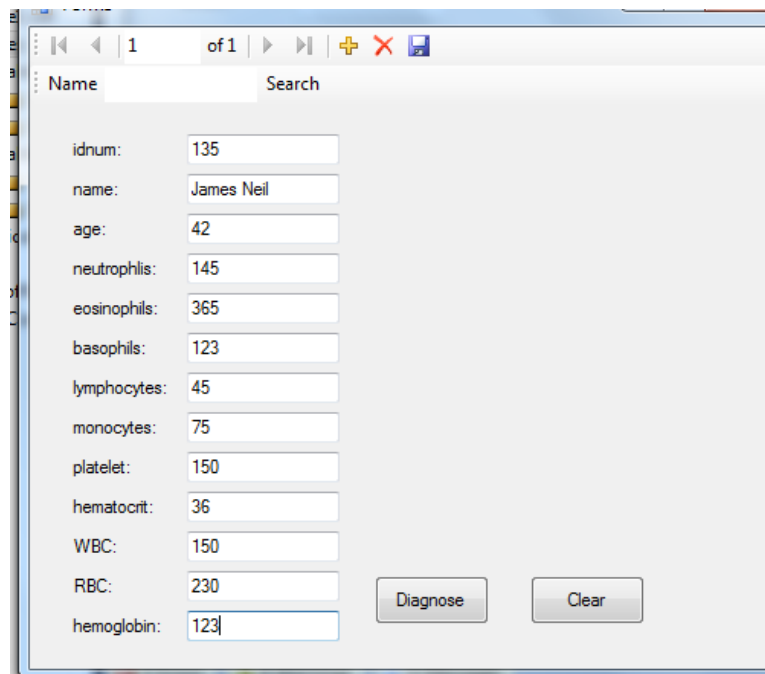 1 of 1
Name Search
idnum: 135
name: James Neil
age: 42
neutrophlis: 145
eosinophils: 365
basophils: 123
lymphocytes: 45
monocytes: 75
platelet: 150
hematocrit: 36
WBC: 150
RBC: 230
Diagnose Clear
hemoglobin: 123